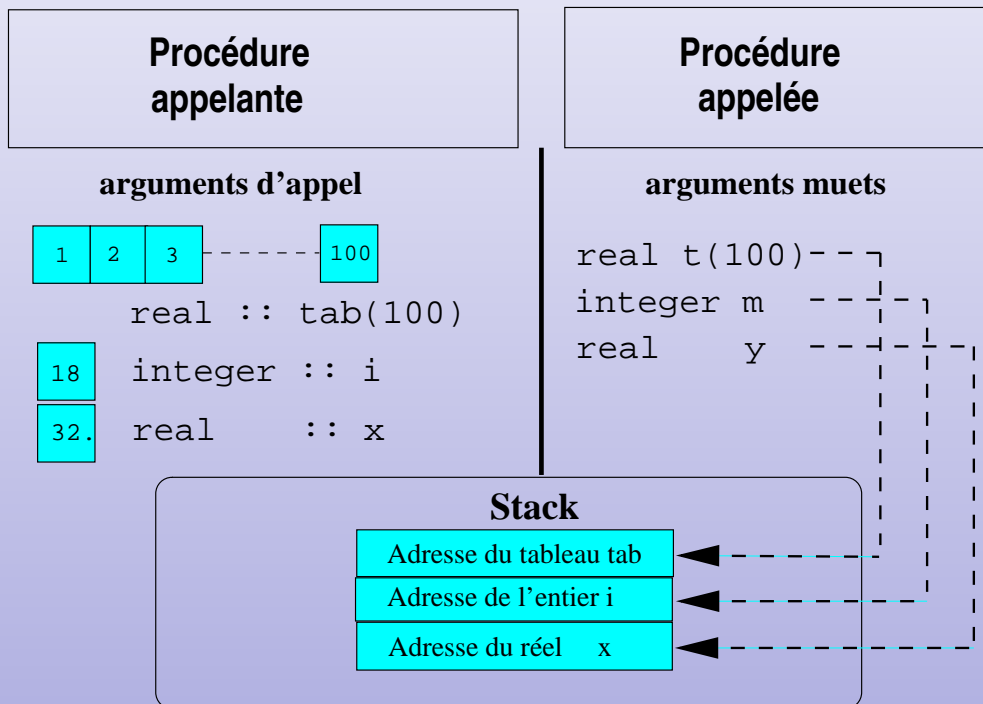 Procédure
appelante
Procédure
appelée
arguments d'appel
arguments muets
1 2 3 100
real :: tab(100)
18 integer :: i
32. real :: x
real t(100)
integer m
real y
Stack
Adresse du tableau tab
Adresse de l'entier i
Adresse du réel x